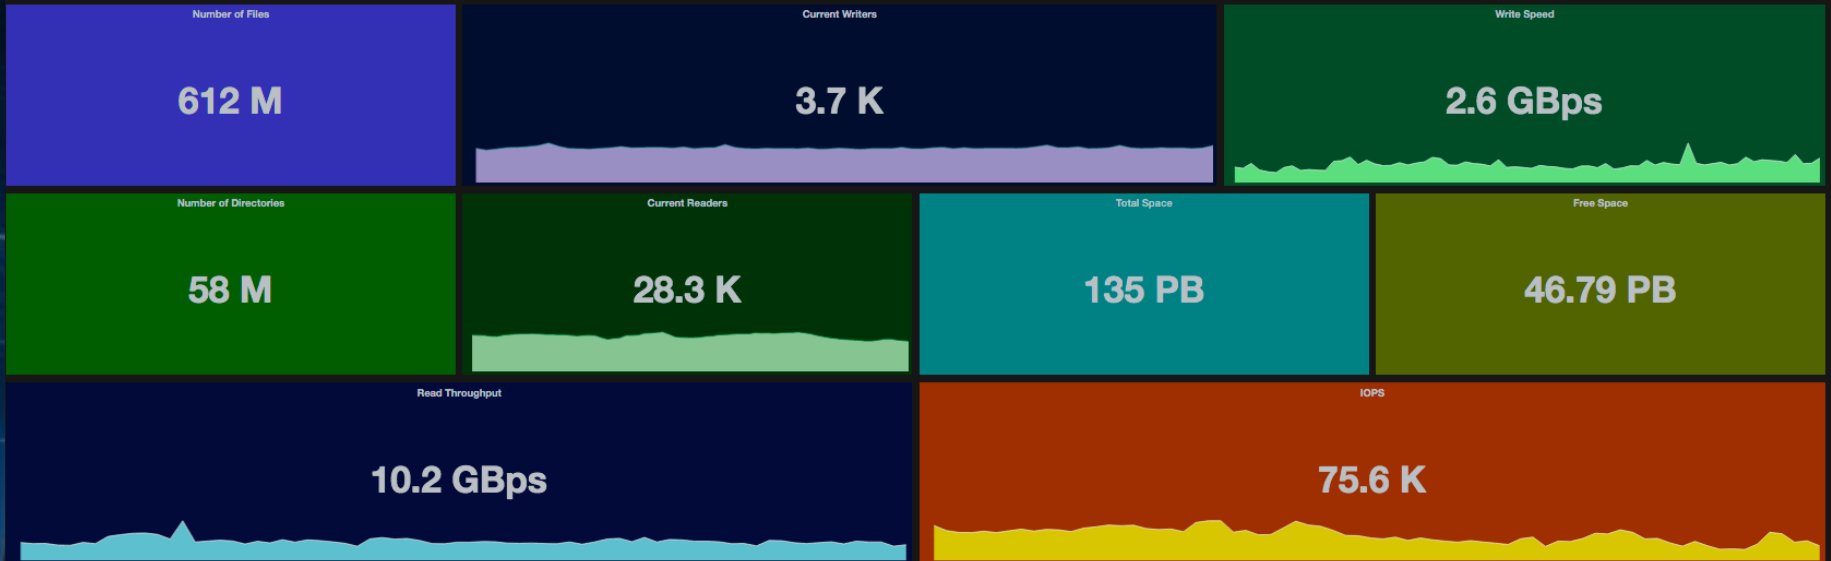 Number of Files
612 M
Current Writers
3.7 K
Write Speed
2.6 GBps
Number of Directories
58 M
Current Readers
28.3 K
Total Space
135 PB
Free Space
46.79 PB
Read Throughput
10.2 GBps
IOPS
75.6 K